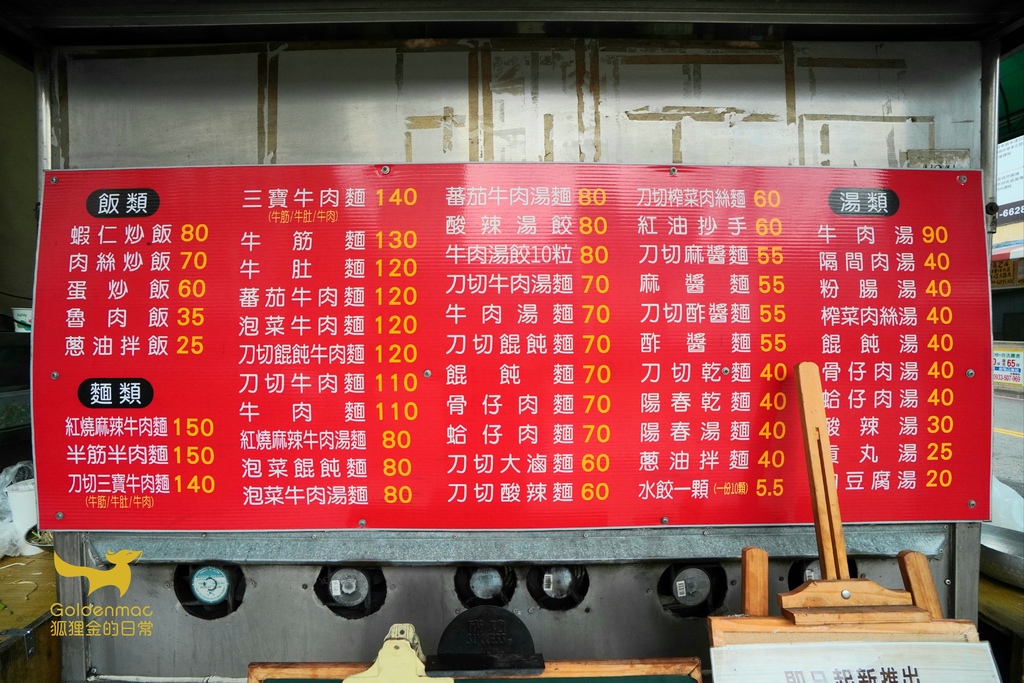 飯類
蝦仁炒飯 80
肉絲炒飯 70
蛋炒飯 60
魯肉飯 35
蔥油拌飯 25
麵類
紅燒麻辣牛肉麵 150
半筋半肉麵 150
刀切三寶牛肉麵 140
(牛筋/牛肚/牛肉)
三寶牛肉麵 140
(牛筋/牛肚/牛肉)
牛筋麵 130
牛肚麵 120
蕃茄牛肉麵 120
泡菜牛肉麵 120
刀切餛飩牛肉麵 120
刀切牛肉麵 110
牛肉麵 110
紅燒麻辣牛肉湯麵 80
泡菜餛飩麵 80
泡菜牛肉湯麵 80
蕃茄牛肉湯麵 80
酸辣湯餃 80
牛肉湯餃10粒 80
刀切牛肉湯麵 70
牛肉湯麵 70
刀切餛飩麵 70
餛飩麵 70
骨仔肉麵 70
蛤仔肉麵 70
刀切大滷麵 60
刀切酸辣麵 60
刀切榨菜肉絲麵 60
紅油抄手 60
刀切麻醬麵 55
麻醬麵 55
刀切酢醬麵 55
酢醬麵 55
刀切乾麵 40
陽春乾麵 40
陽春湯麵 40
蔥油拌麵 40
水餃一顆(一份10顆) 5.5
湯類
牛肉湯 90
隔間肉湯 40
粉腸湯 40
榨菜肉絲湯 40
餛飩湯 40
骨仔肉湯 40
蛤仔肉湯 40
酸辣湯 30
貢丸湯 25
豆腐湯 20
Goldenmac
狐狸金的日常
即日起新推出